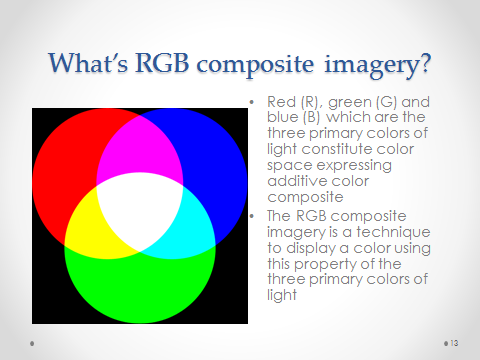 What's RGB composite imagery?
• Red (R), green (G) and
blue (B) which are the
three primary colors of
light constitute color
space expressing
additive color
composite
• The RGB composite
imagery is a technique
to display a color using
this property of the
three primary colors of
light
13